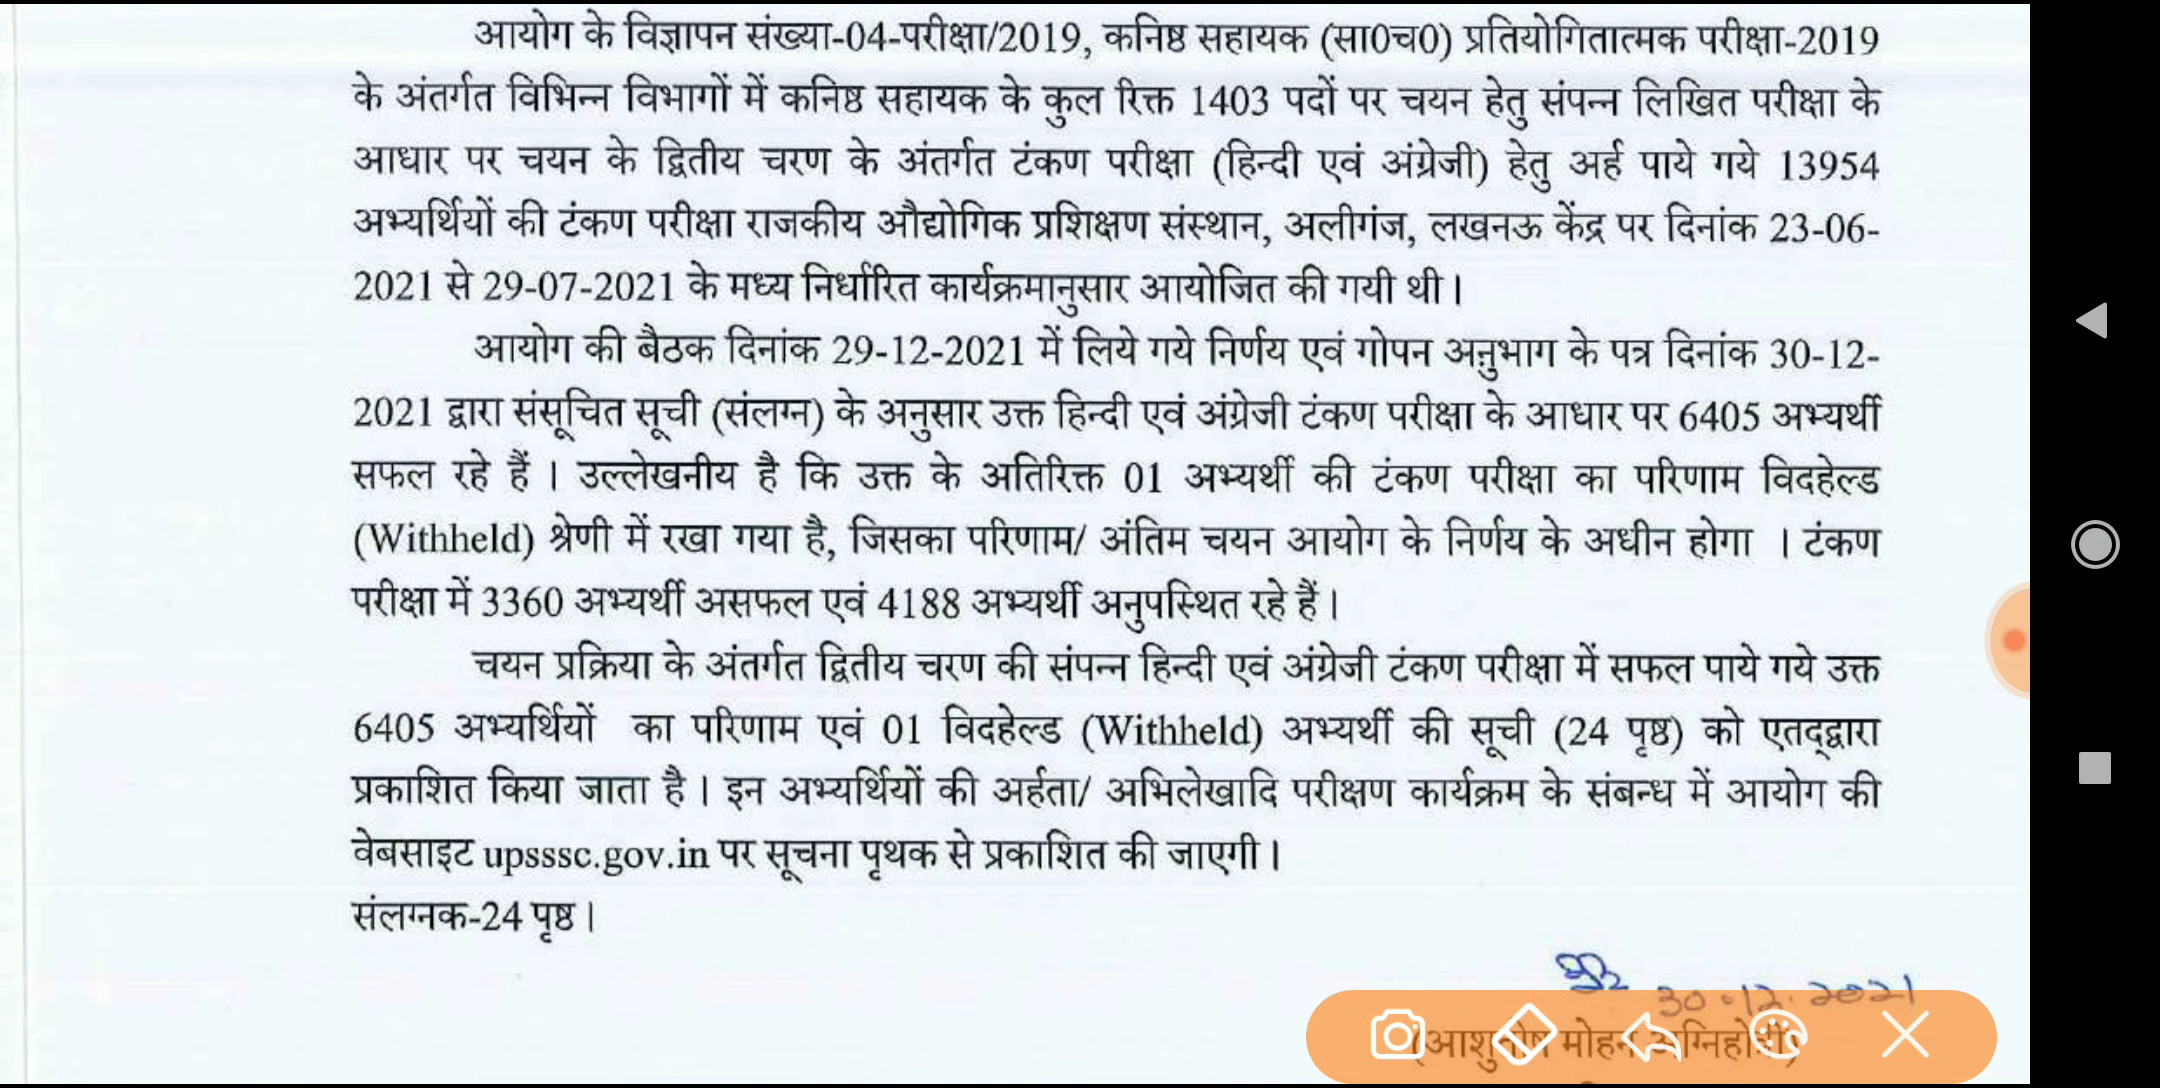 आयोग के विज्ञापन संख्या-04-परीक्षा/2019, कनिष्ठ सहायक (सा0च0) प्रतियोगितात्मक परीक्षा-2019
के अंतर्गत विभिन्न विभागों में कनिष्ठ सहायक के कुल रिक्त 1403 पदों पर चयन हेतु संपन्न लिखित परीक्षा के
आधार पर चयन के द्वितीय चरण के अंतर्गत टंकण परीक्षा (हिन्दी एवं अंग्रेजी) हेतु अर्ह पाये गये 13954
अभ्यर्थियों की टंकण परीक्षा राजकीय औद्योगिक प्रशिक्षण संस्थान, अलीगंज, लखनऊ केंद्र पर दिनांक 23-06-
2021 से 29-07-2021 के मध्य निर्धारित कार्यक्रमानुसार आयोजित की गयी थी।
आयोग की बैठक दिनांक 29-12-2021 में लिये गये निर्णय एवं गोपन अनुभाग के पत्र दिनांक 30-12-
2021 द्वारा संसूचित सूची (संलग्न) के अनुसार उक्त हिन्दी एवं अंग्रेजी टंकण परीक्षा के आधार पर 6405 अभ्यर्थी
सफल रहे हैं । उल्लेखनीय है कि उक्त के अतिरिक्त 01 अभ्यर्थी की टंकण परीक्षा का परिणाम विदहेल्ड
(Withheld) श्रेणी में रखा गया है, जिसका परिणाम/ अंतिम चयन आयोग के निर्णय के अधीन होगा । टंकण
परीक्षा में 3360 अभ्यर्थी असफल एवं 4188 अभ्यर्थी अनुपस्थित रहे हैं।
चयन प्रक्रिया के अंतर्गत द्वितीय चरण की संपन्न हिन्दी एवं अंग्रेजी टंकण परीक्षा में सफल पाये गये उक्त
6405 अभ्यर्थियों का परिणाम एवं 01 विदहेल्ड (Withheld) अभ्यर्थी की सूची (24 पृष्ठ) को एतद्द्वारा
प्रकाशित किया जाता है। इन अभ्यर्थियों की अर्हता/ अभिलेखादि परीक्षण कार्यक्रम के संबन्ध में आयोग की
वेबसाइट upsssc.gov.in पर सूचना पृथक से प्रकाशित की जाएगी।
संलग्नक-24 पृष्ठ।
30.12.2021
(आशुतोष मोहन अग्निहोत्री)